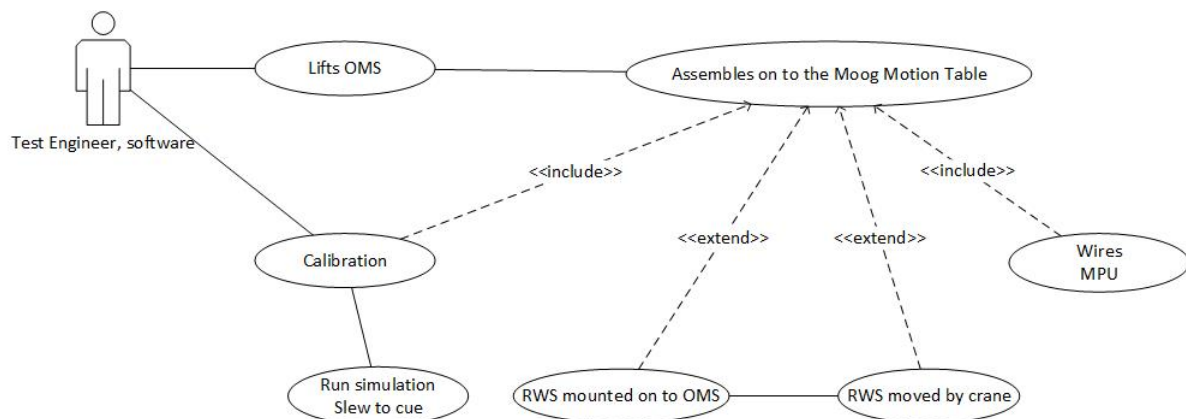 Lifts OMS
Assembles on to the Moog Motion Table
Test Engineer, software
<<include>>
<<include>>
<<extend>>
<<extend>>
Calibration
Wires
MPU
Run simulation
Slew to cue
RWS mounted on to OMS
RWS moved by crane